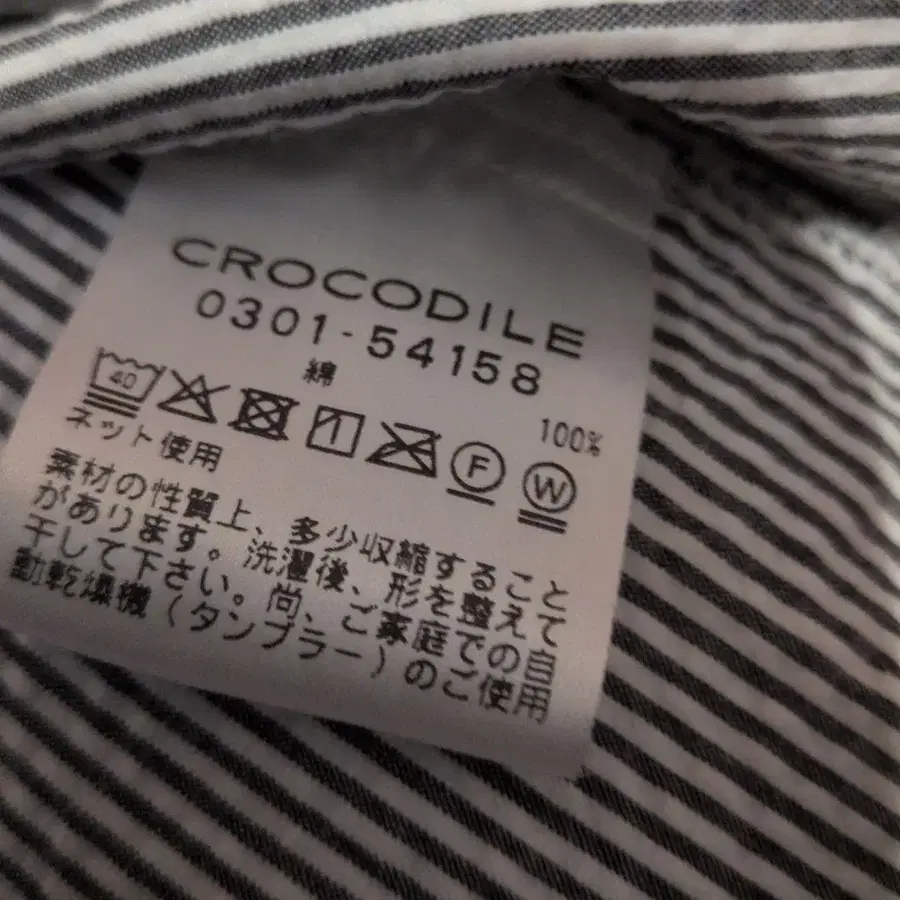 CROCODILE
0301-54158
綿
100%
40
F
W
ネット使用
素材の性質上、多少収縮すること
があります。洗濯後、形を整えて
干して下さい。尚、ご家庭での自
動乾燥機(タンブラー)のご使用